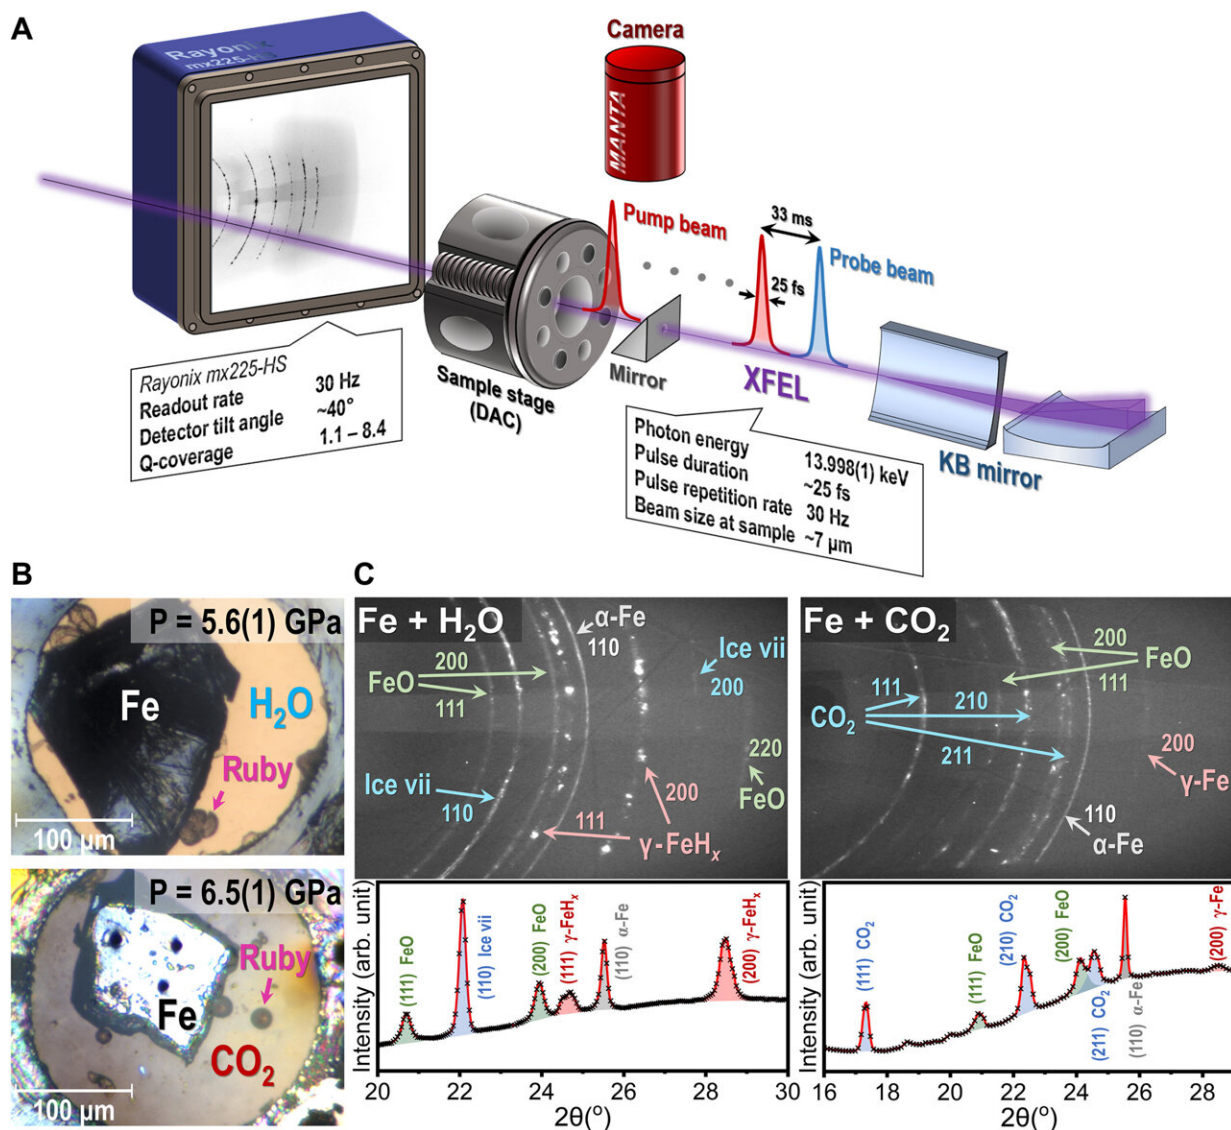 A
Rayonix
mx225-HS
Camera
MANTA
Pump beam
33 ms
Probe beam
25 fs
Mirror
XFEL
KB mirror
Sample stage
(DAC)
Rayonix mx225-HS
Readout rate 30 Hz
Detector tilt angle ~40°
Q-coverage 1.1 – 8.4
Photon energy 13.998(1) keV
Pulse duration ~25 fs
Pulse repetition rate 30 Hz
Beam size at sample ~7 µm
B
P = 5.6(1) GPa
Fe
H₂O
Ruby
100 µm
P = 6.5(1) GPa
Ruby
Fe
CO₂
100 µm
C
Fe + H₂O
α-Fe
110
200
FeO
111
Ice vii
200
220
FeO
Ice vii
110
200
111
γ-FeHₓ
Fe + CO₂
200
FeO
111
111
210
CO₂
211
200
γ-Fe
110
α-Fe
Intensity (arb. unit)
(111) FeO
(110) Ice vii
(200) FeO
(111) γ-FeHₓ
(110) α-Fe
(200) γ-FeHₓ
20 22 24 26 28 30
2θ(°)
Intensity (arb. unit)
(111) CO₂
(111) FeO
(210) CO₂
(200) FeO
(211) CO₂
(110) α-Fe
(200) γ-Fe
16 18 20 22 24 26 28
2θ(°)